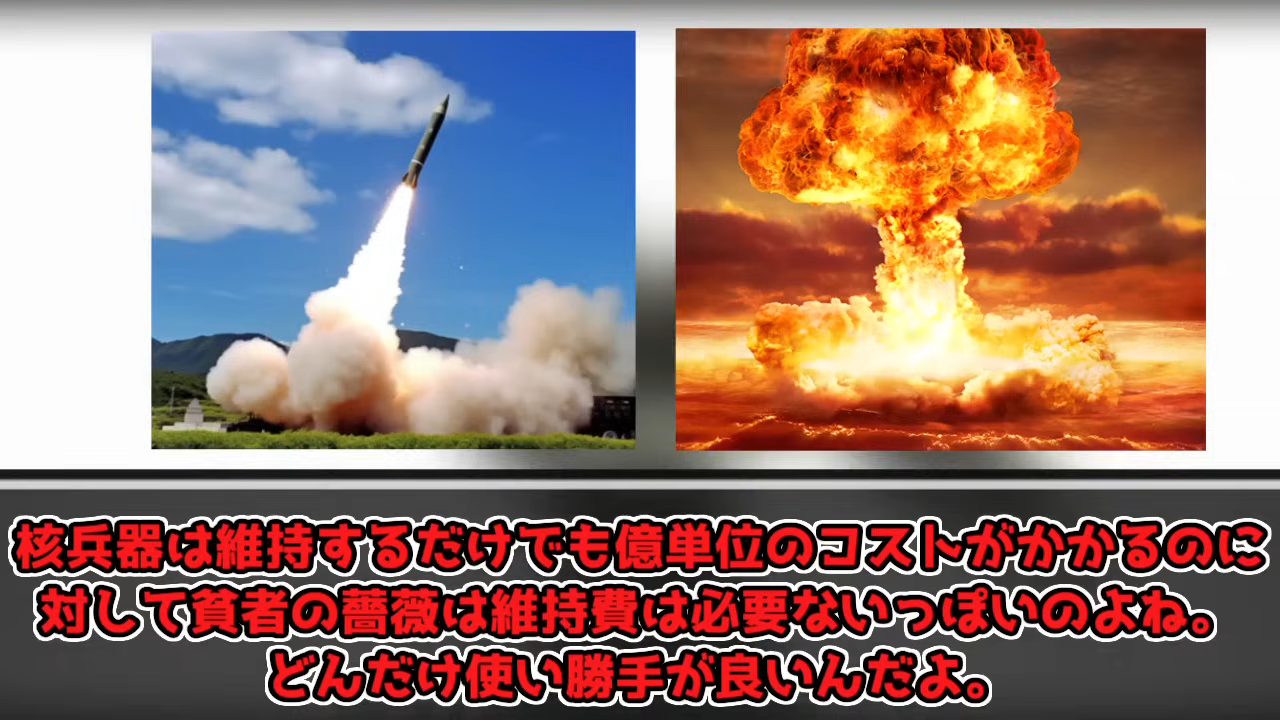 核兵器は維持するだけでも億単位のコストがかかるのに
対して貧者の薔薇は維持費は必要ないっぽいのよね。
どんだけ使い勝手が良いんだよ。